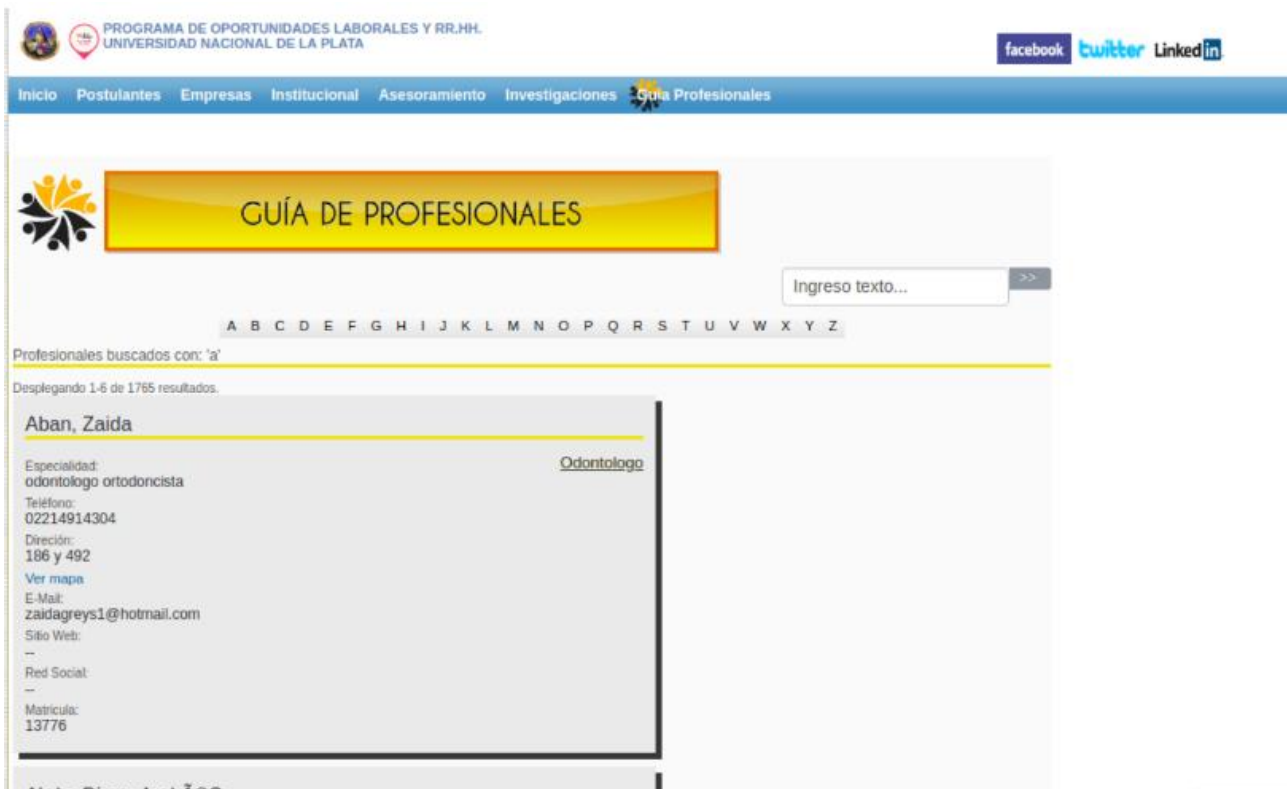 PROGRAMA DE OPORTUNIDADES LABORALES Y RR.HH.
UNIVERSIDAD NACIONAL DE LA PLATA
facebook twitter Linked in
Inicio Postulantes Empresas Institucional Asesoramiento Investigaciones Guía Profesionales
GUÍA DE PROFESIONALES
Ingreso texto... >>
A B C D E F G H I J K L M N O P Q R S T U V W X Y Z
Profesionales buscados con: 'a'
Desplegando 1-6 de 1765 resultados.
Aban, Zaida
Especialidad: Odontologo
odontologo ortodoncista
Teléfono:
02214914304
Direción:
186 y 492
Ver mapa
E-Mail:
zaidagreys1@hotmail.com
Sitio Web:
--
Red Social:
--
Matricula:
13776